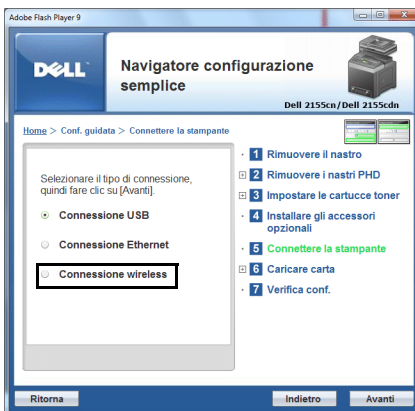 Adobe Flash Player 9
DELL
Navigatore configurazione
semplice
Dell 2155cn/Dell 2155cdn
Home > Conf. guidata > Connettere la stampante
Selezionare il tipo di connessione,
quindi fare clic su [Avanti].
Connessione USB
Connessione Ethernet
Connessione wireless
1 Rimuovere il nastro
2 Rimuovere i nastri PHD
3 Impostare le cartucce toner
4 Installare gli accessori
opzionali
5 Connettere la stampante
6 Caricare carta
7 Verifica conf.
Ritorna
Indietro
Avanti